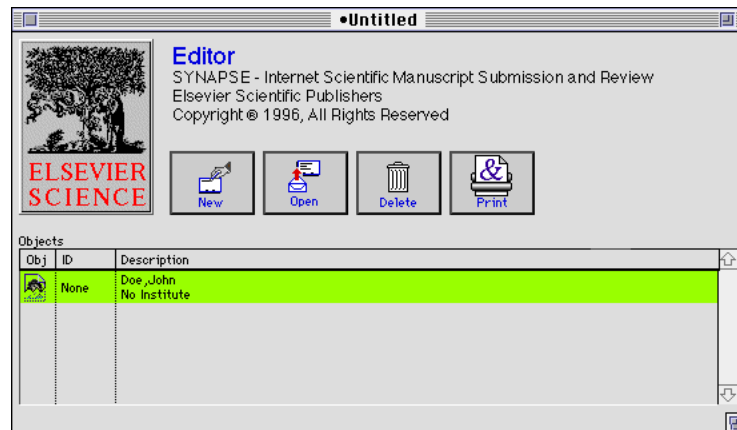 •Untitled
Editor
SYNAPSE - Internet Scientific Manuscript Submission and Review
Elsevier Scientific Publishers
Copyright ® 1996, All Rights Reserved
ELSEVIER
SCIENCE
New
Open
Delete
&
Print
Objects
Obj ID Description
None
Doe,John
No Institute